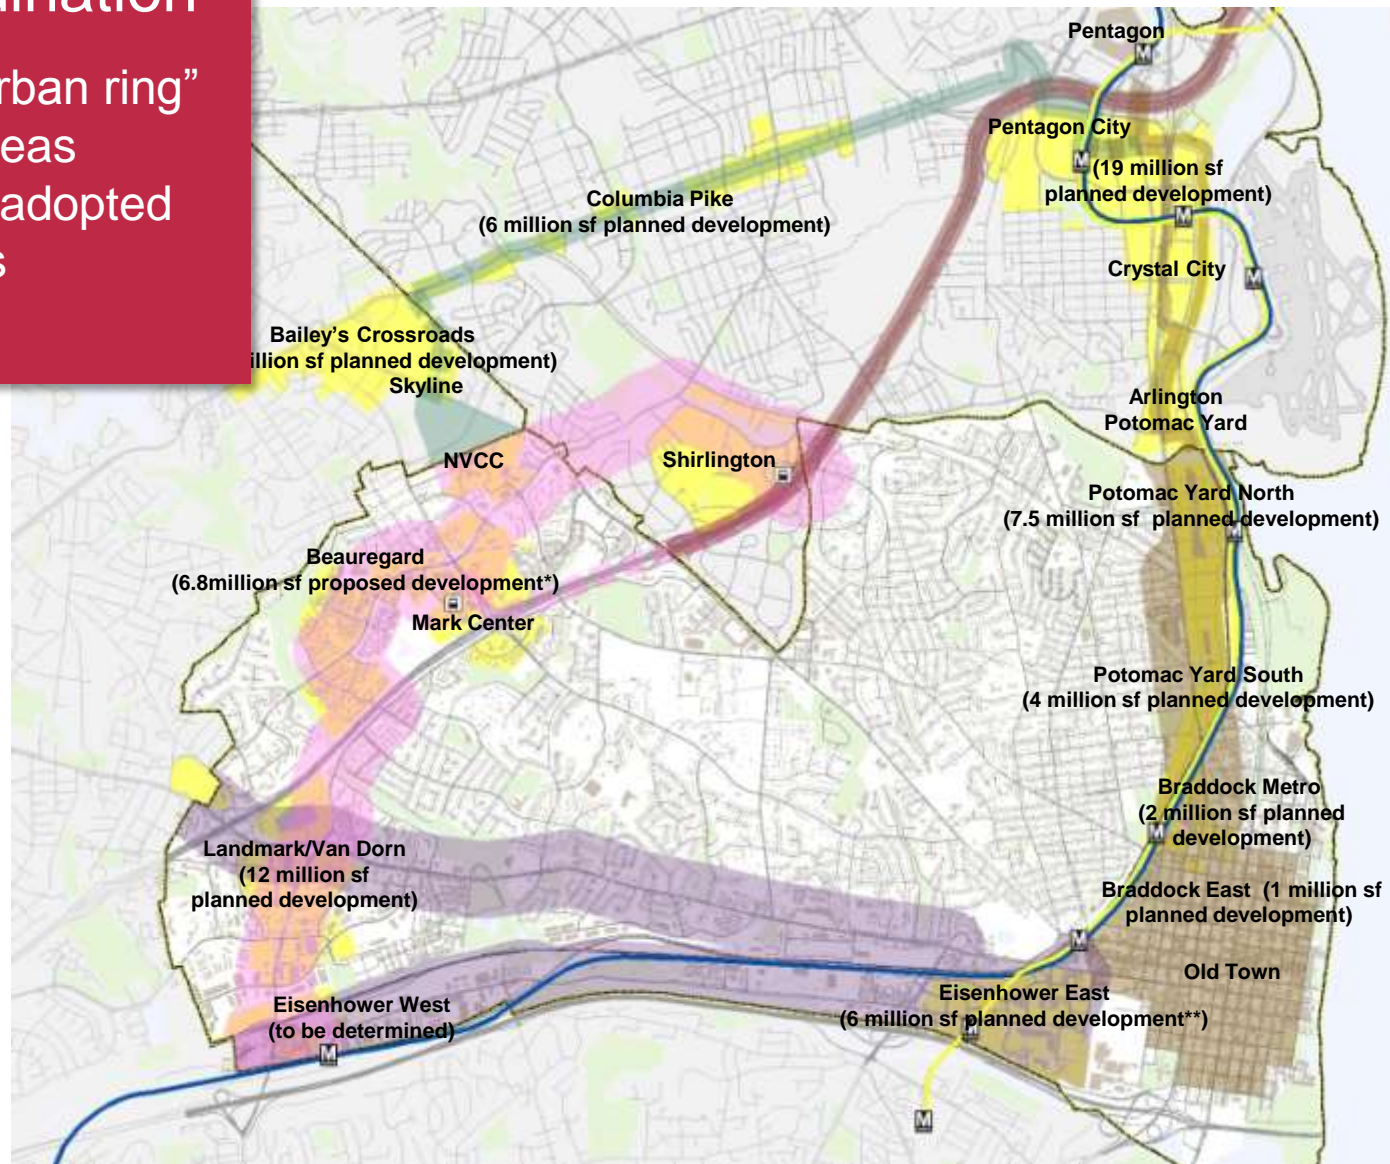 rban ring”
adopted
Pentagon
Pentagon City
(19 million sf
planned development)
Columbia Pike
(6 million sf planned development)
Crystal City
Bailey’s Crossroads
sf planned development)
Skyline
Arlington
Potomac Yard
NVCC
Shirlington
Potomac Yard North
(7.5 million sf planned development)
Beauregard
(6.8million sf proposed development*)
Mark Center
Potomac Yard South
(4 million sf planned development)
Braddock Metro
(2 million sf planned
development)
Landmark/Van Dorn
(12 million sf
planned development)
Braddock East (1 million sf
planned development)
Old Town
Eisenhower East
(6 million sf planned development**)
Eisenhower West
(to be determined)
M
M
M
M
M
M
M
M
M
M